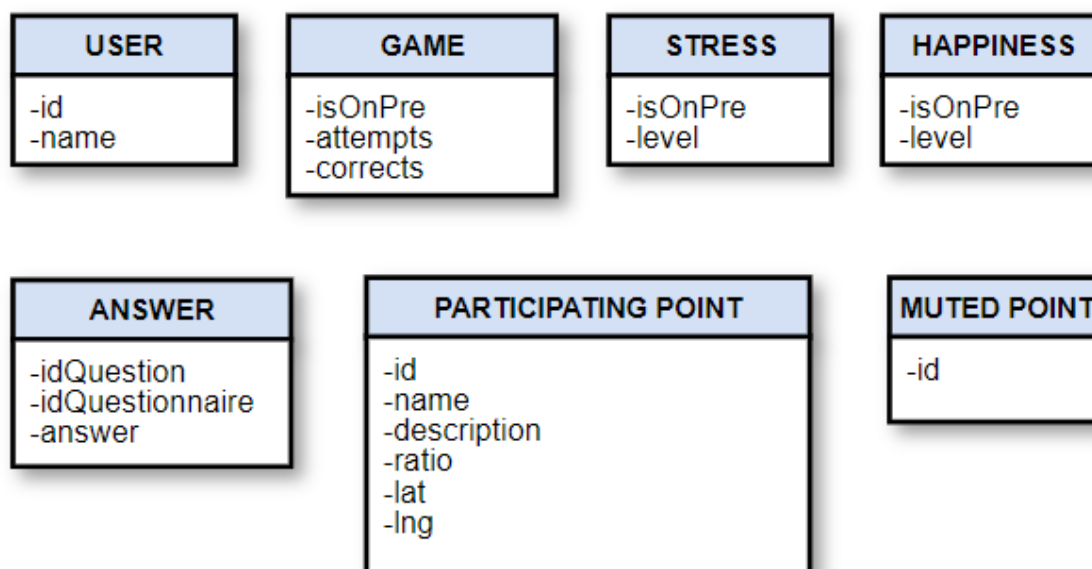 USER
-id
-name
GAME
-isOnPre
-attempts
-corrects
STRESS
-isOnPre
-level
HAPPINESS
-isOnPre
-level
ANSWER
-idQuestion
-idQuestionnaire
-answer
PARTICIPATING POINT
-id
-name
-description
-ratio
-lat
-lng
MUTED POINT
-id